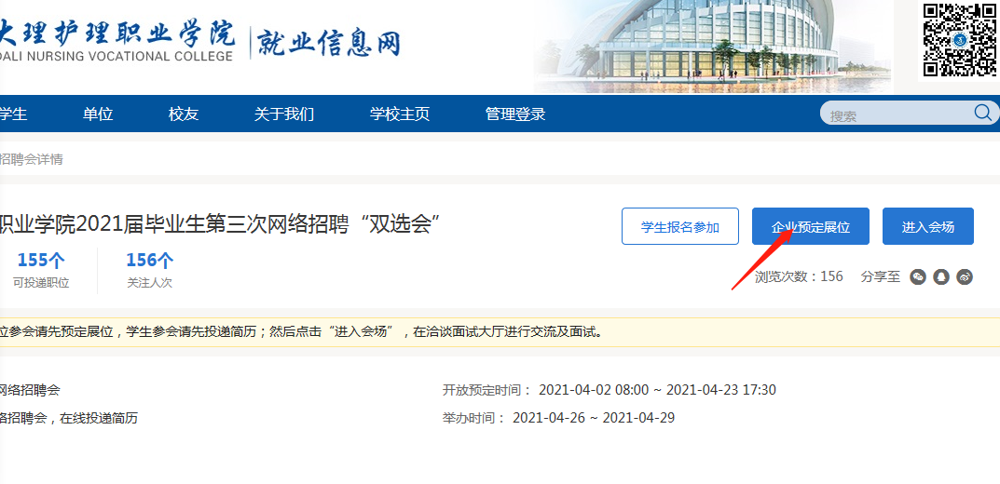 大理护理职业学院
DALI NURSING VOCATIONAL COLLEGE
就业信息网
学生 单位 校友 关于我们 学校主页 管理登录 搜索
招聘会详情
职业学院2021届毕业生第三次网络招聘“双选会”
学生报名参加 企业预定展位 进入会场
155个 156个
可投递职位 关注人次
浏览次数：156 分享至
位参会请先预定展位，学生参会请先投递简历；然后点击“进入会场”，在洽谈面试大厅进行交流及面试。
网络招聘会 开放预定时间： 2021-04-02 08:00 ~ 2021-04-23 17:30
络招聘会，在线投递简历 举办时间： 2021-04-26 ~ 2021-04-29